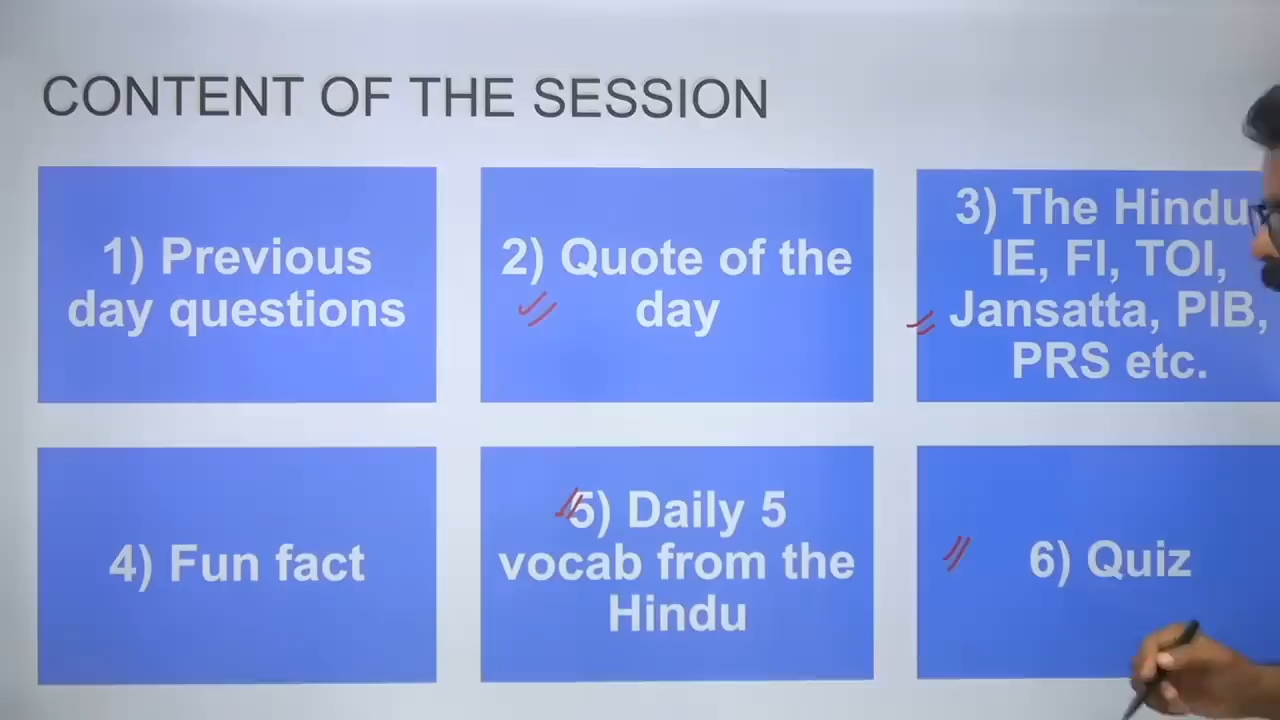 CONTENT OF THE SESSION
1) Previous
day questions
2) Quote of the
day
3) The Hindu
IE, FI, TOI,
Jansatta, PIB,
PRS etc.
4) Fun fact
5) Daily 5
vocab from the
Hindu
6) Quiz